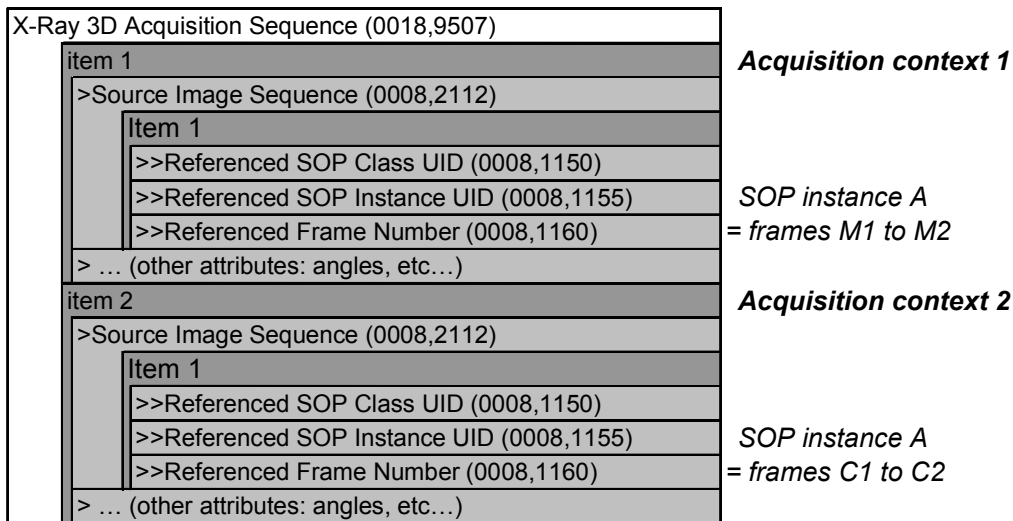 X-Ray 3D Acquisition Sequence (0018,9507)
item 1 Acquisition context 1
>Source Image Sequence (0008,2112)
Item 1
>>Referenced SOP Class UID (0008,1150)
>>Referenced SOP Instance UID (0008,1155) SOP instance A
>>Referenced Frame Number (0008,1160) = frames M1 to M2
> … (other attributes: angles, etc…)
item 2 Acquisition context 2
>Source Image Sequence (0008,2112)
Item 1
>>Referenced SOP Class UID (0008,1150)
>>Referenced SOP Instance UID (0008,1155) SOP instance A
>>Referenced Frame Number (0008,1160) = frames C1 to C2
> … (other attributes: angles, etc…)